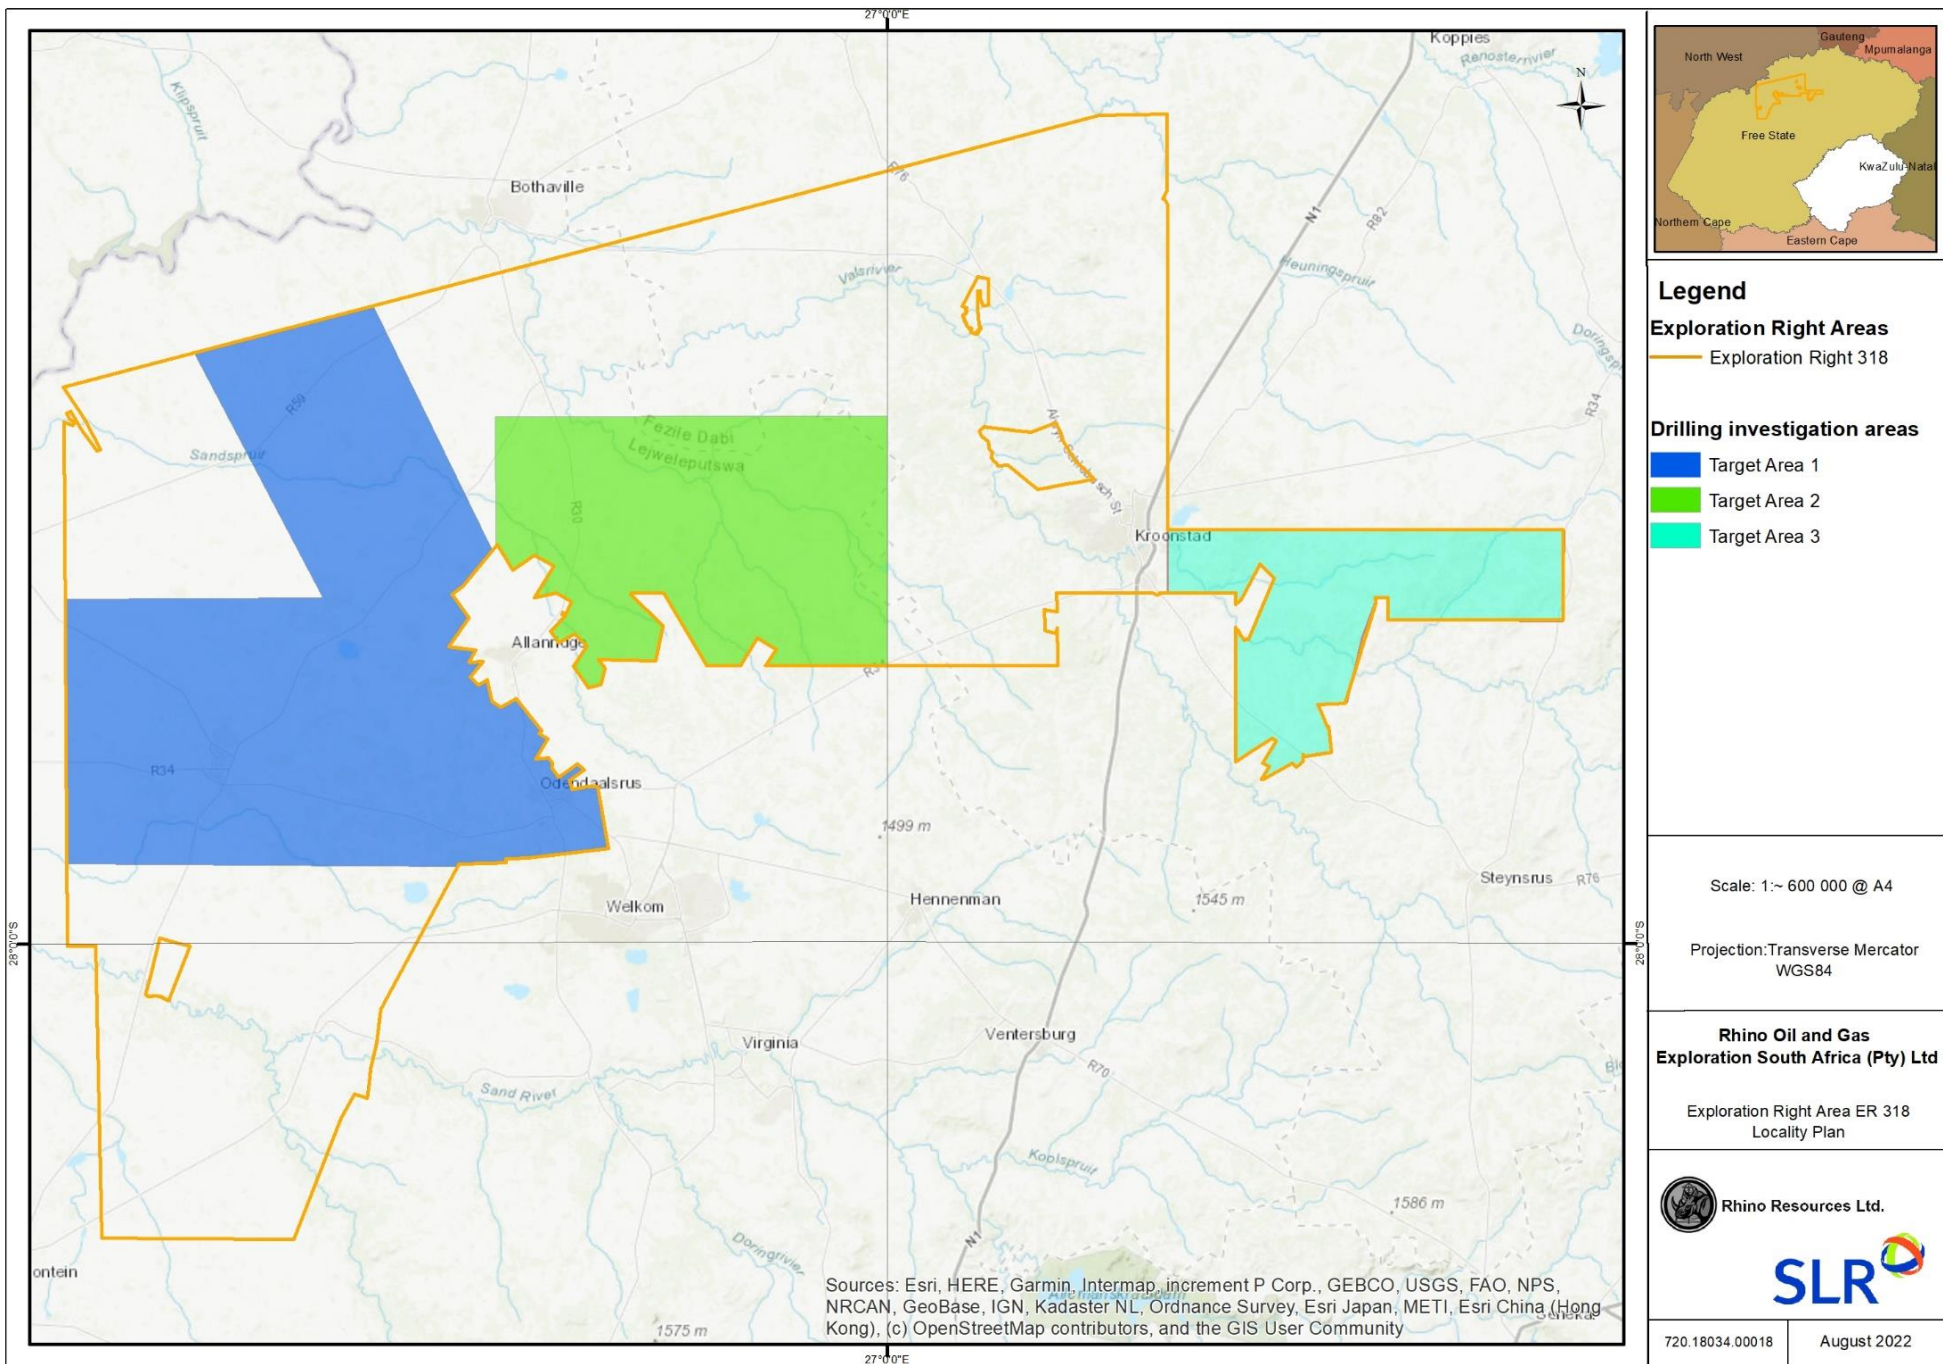 27°0'0"E
Koppies
Renosterrivier
Klipspruit
N
Bothaville
R76
N1
R82
Valsrivier
Heuningspruit
R59
R34
Fezile Dabi
Lejweleputswa
Sandspruit
R30
Kroonstad
Allanridge
R34
Odendaalsrus
1499 m
Steynsrus
R76
Welkom
Hennenman
1545 m
28°0'0"S
28°0'0"S
Virginia
Ventersburg
Sand River
R70
Koolspruit
1586 m
Doringrivier
N1
ontein
1575 m
Sources: Esri, HERE, Garmin, Intermap, increment P Corp., GEBCO, USGS, FAO, NPS,
NRCAN, GeoBase, IGN, Kadaster NL, Ordnance Survey, Esri Japan, METI, Esri China (Hong
Kong), (c) OpenStreetMap contributors, and the GIS User Community
27°0'0"E
Gauteng
North West
Mpumalanga
Free State
KwaZulu-Natal
Northern Cape
Eastern Cape
Legend
Exploration Right Areas
Exploration Right 318
Drilling investigation areas
Target Area 1
Target Area 2
Target Area 3
Scale: 1:~ 600 000 @ A4
Projection:Transverse Mercator
WGS84
Rhino Oil and Gas
Exploration South Africa (Pty) Ltd
Exploration Right Area ER 318
Locality Plan
Rhino Resources Ltd.
SLR
720.18034.00018
August 2022